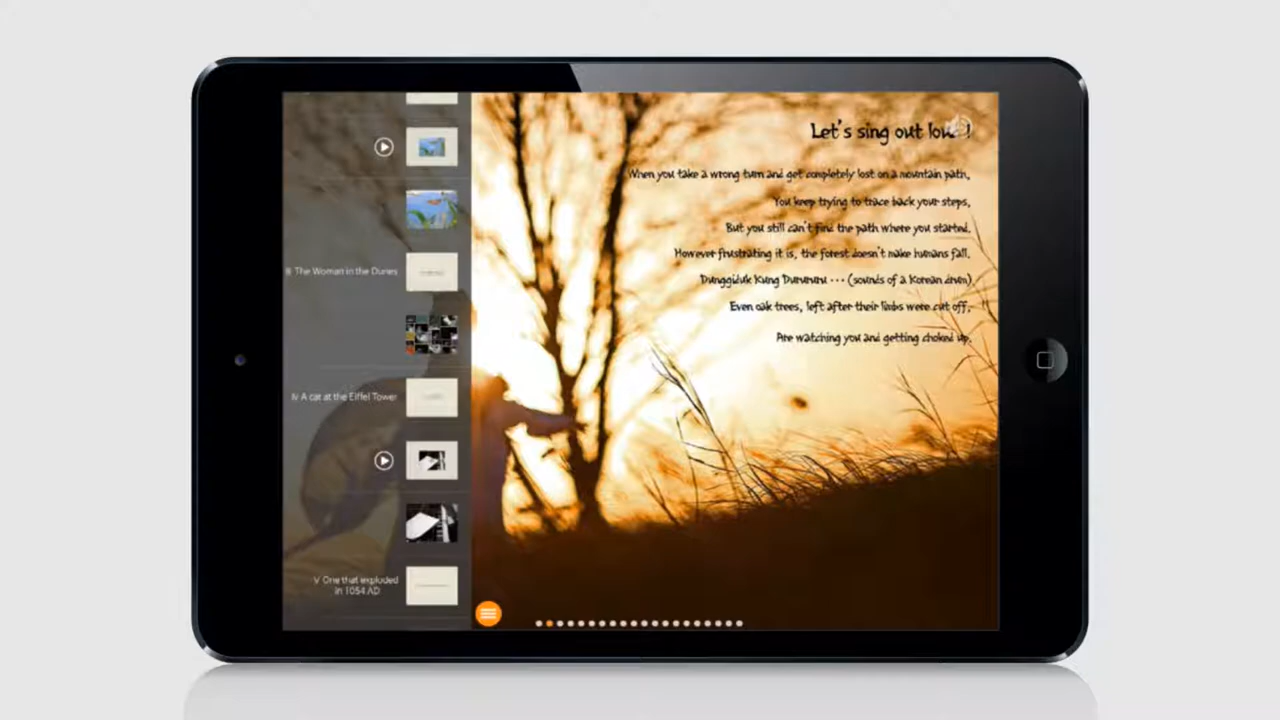 Ⅲ The Woman in the Dunes
Ⅳ A cat at the Eiffel Tower
Ⅴ One that exploded
in 1054 AD
Let's sing out !
When you take a wrong turn and get completely lost on a mountain path,
You keep trying to trace back your steps,
But you still can't find the path where you started.
However frustrating it is, the forest doesn't make humans fall.
Dunggiduk Kung Dururururu ··· (sounds of a Korean drum)
Even oak trees, left after their limbs were cut off,
Are watching you and getting choked up.